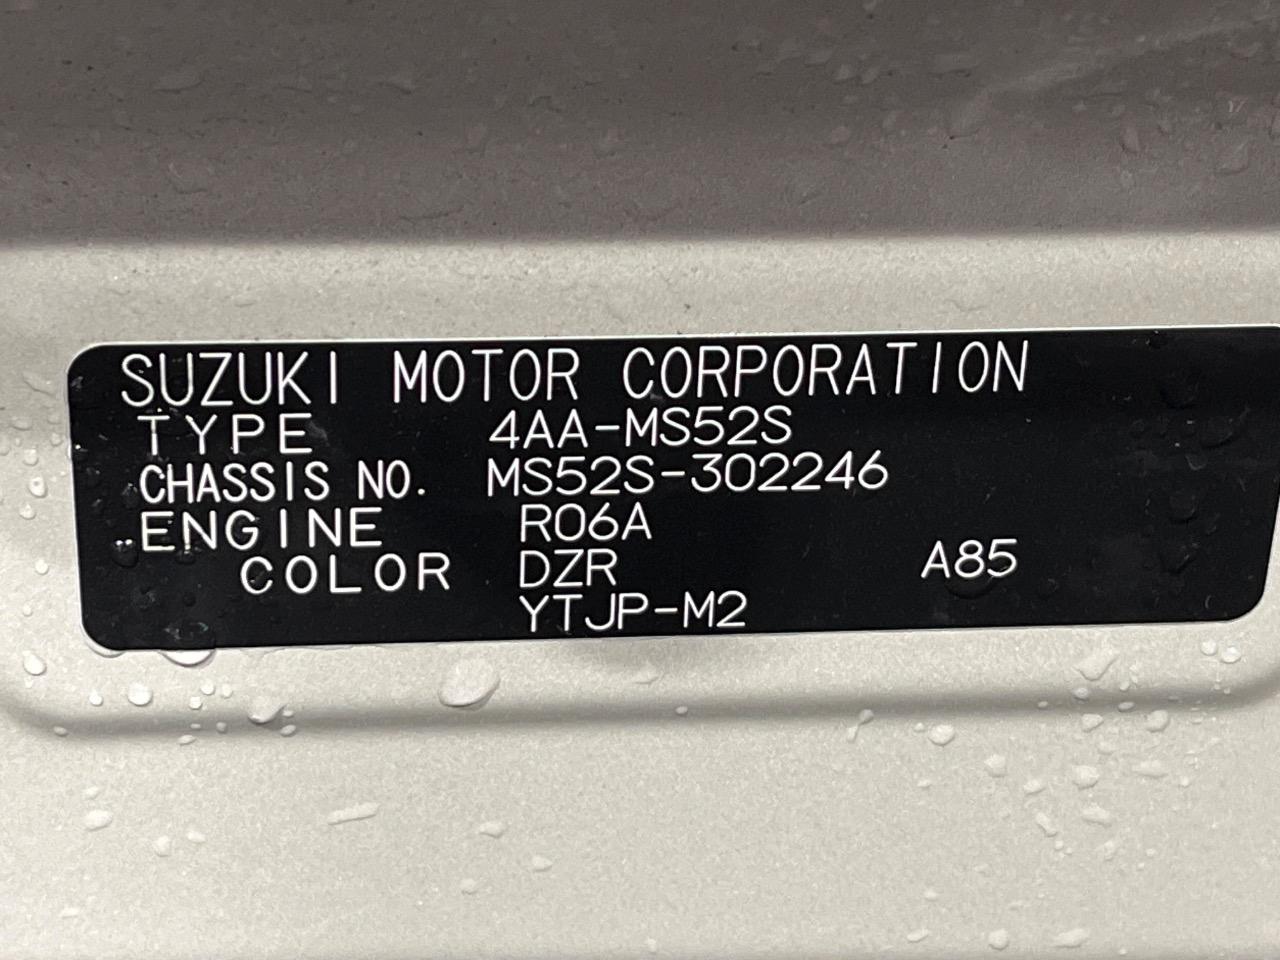 SUZUKI MOTOR CORPORATION
TYPE 4AA-MS52S
CHASSIS NO. MS52S-302246
ENGINE R06A
COLOR DZR A85
YTJP-M2